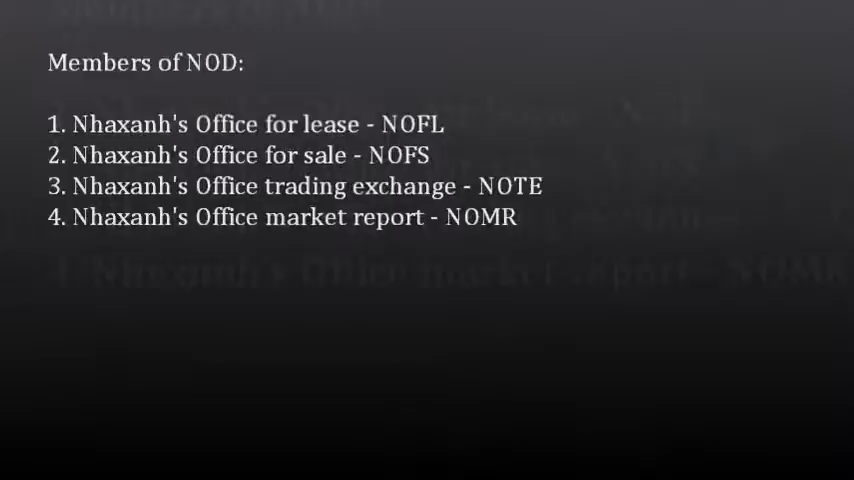 Members of NOD:
1. Nhaxanh's Office for lease - NOFL
2. Nhaxanh's Office for sale - NOFS
3. Nhaxanh's Office trading exchange - NOTE
4. Nhaxanh's Office market report - NOMR